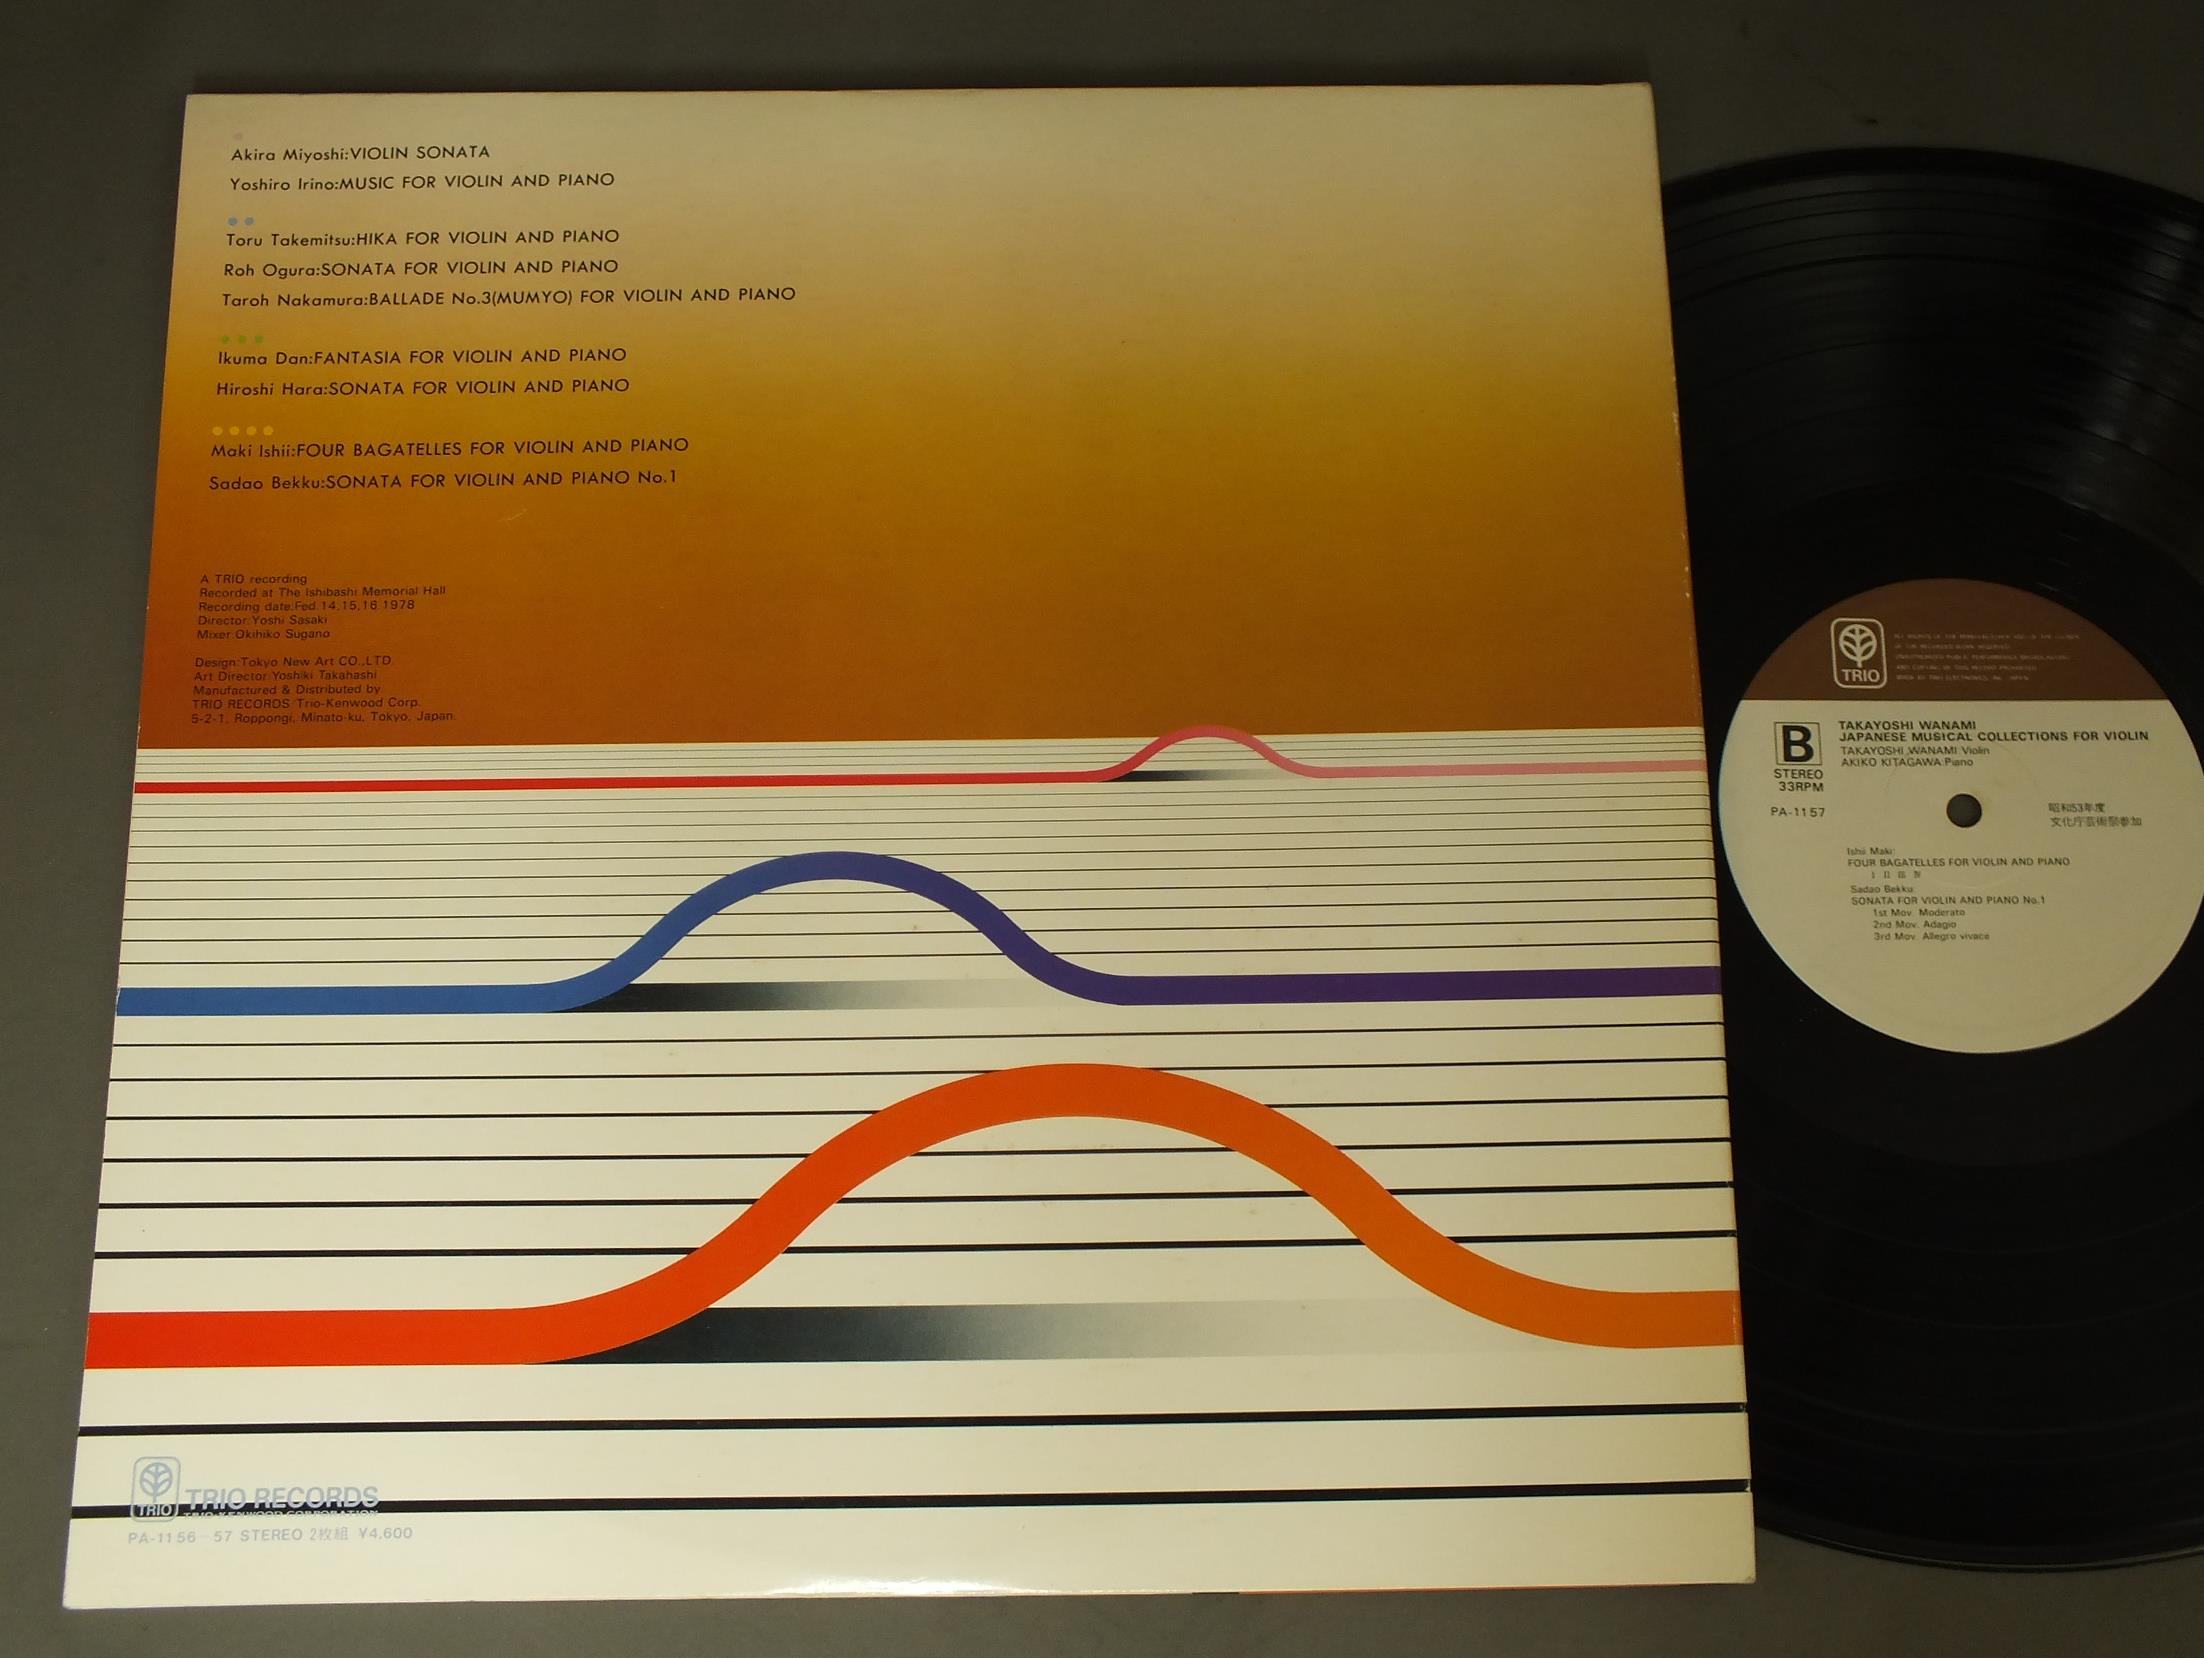 Akira Miyoshi:VIOLIN SONATA
Yoshiro Irino:MUSIC FOR VIOLIN AND PIANO
Toru Takemitsu:HIKA FOR VIOLIN AND PIANO
Roh Ogura:SONATA FOR VIOLIN AND PIANO
Taroh Nakamura:BALLADE No.3(MUMYO) FOR VIOLIN AND PIANO
Ikuma Dan:FANTASIA FOR VIOLIN AND PIANO
Hiroshi Hara:SONATA FOR VIOLIN AND PIANO
Maki Ishii:FOUR BAGATELLES FOR VIOLIN AND PIANO
Sadao Bekku:SONATA FOR VIOLIN AND PIANO No.1
A TRIO recording
Recorded at The Ishibashi Memorial Hall
Recording date:Fed.14,15,16.1978
Director:Yoshi Sasaki
Mixer:Okihiko Sugano
Design:Tokyo New Art CO.,LTD.
Art Director:Yoshiki Takahashi
Manufactured & Distributed by
TRIO RECORDS/Trio-Kenwood Corp.
5-2-1, Roppongi, Minato-ku, Tokyo, Japan.
TRIO
TRIO RECORDS
TRIO-KENWOOD CORPORATION
PA-1156-57 STEREO 2枚組 ¥4,600
TRIO
B
STEREO
33RPM
PA-1157
TAKAYOSHI WANAMI
JAPANESE MUSICAL COLLECTIONS FOR VIOLIN
TAKAYOSHI WANAMI:Violin
AKIKO KITAGAWA:Piano
昭和53年度
文化庁芸術祭参加
Ishii Maki:
FOUR BAGATELLES FOR VIOLIN AND PIANO
I II III IV
Sadao Bekku:
SONATA FOR VIOLIN AND PIANO No.1
1st Mov. Moderato
2nd Mov. Adagio
3rd Mov. Allegro vivace